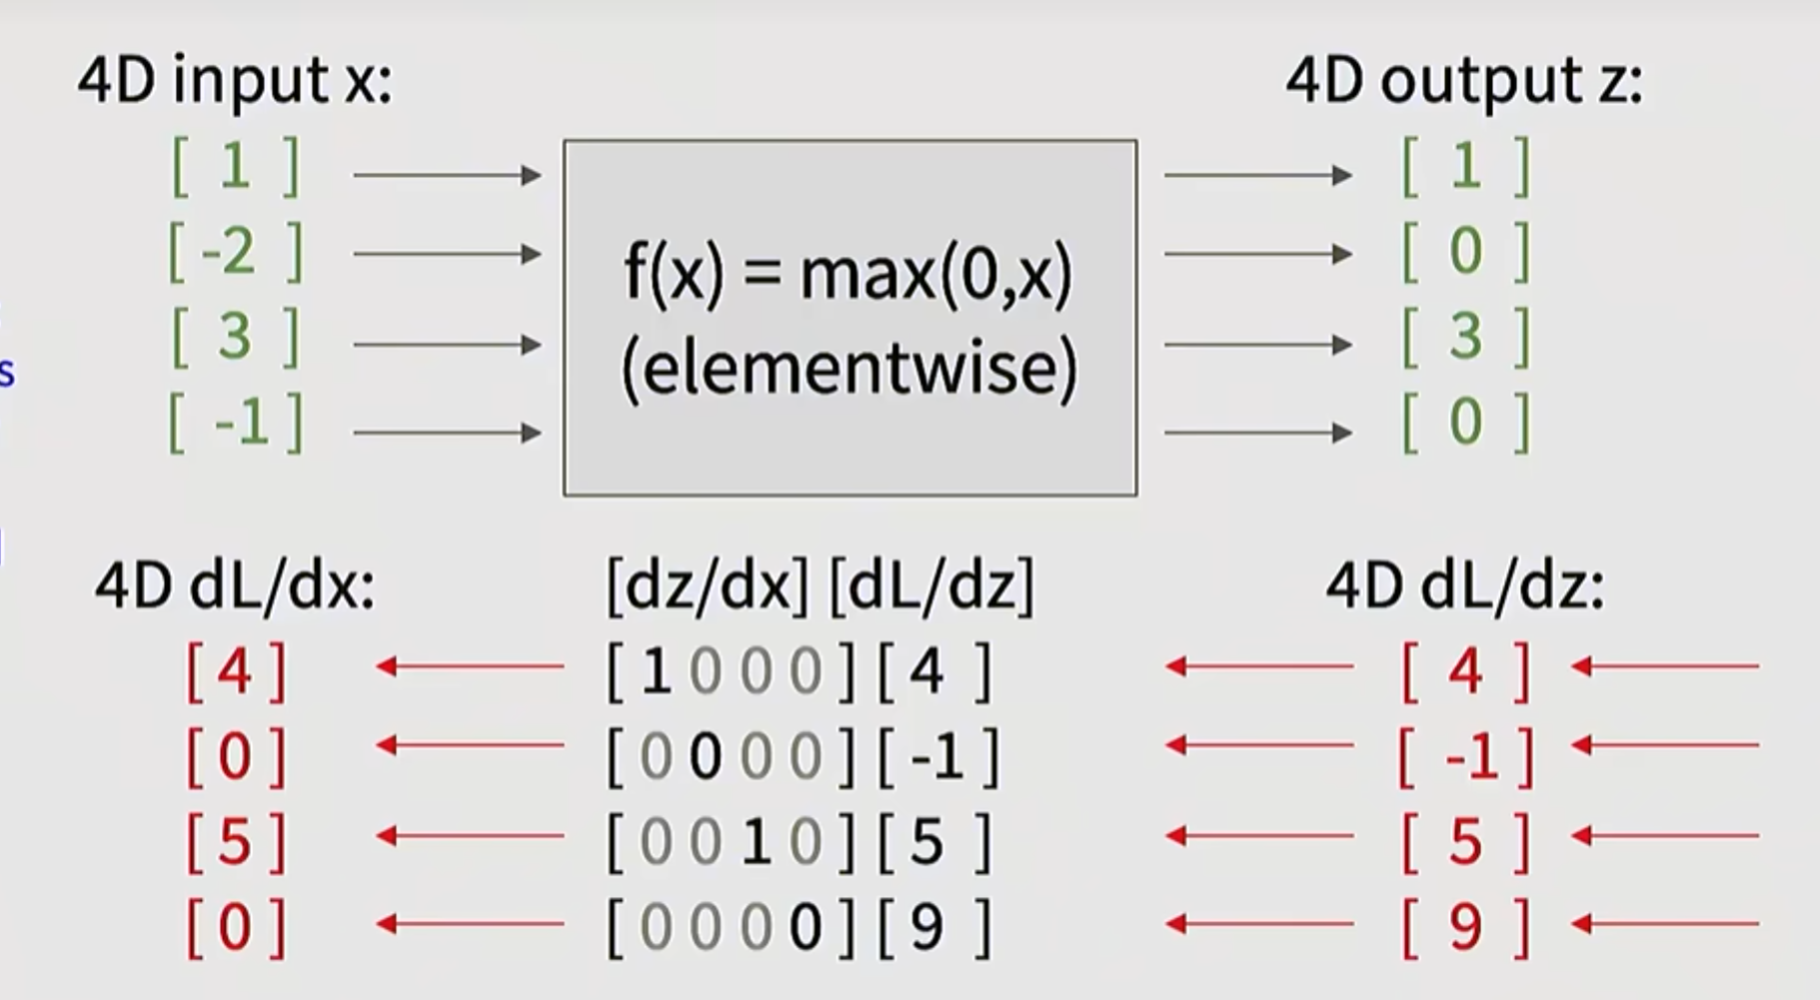 4D input x:
[ 1 ]
[ -2 ]
[ 3 ]
[ -1 ]
f(x) = max(0,x)
(elementwise)
4D output z:
[ 1 ]
[ 0 ]
[ 3 ]
[ 0 ]
4D dL/dx:
[ 4 ]
[ 0 ]
[ 5 ]
[ 0 ]
[dz/dx] [dL/dz]
[ 1 0 0 0 ] [ 4 ]
[ 0 0 0 0 ] [ -1 ]
[ 0 0 1 0 ] [ 5 ]
[ 0 0 0 0 ] [ 9 ]
4D dL/dz:
[ 4 ]
[ -1 ]
[ 5 ]
[ 9 ]
s